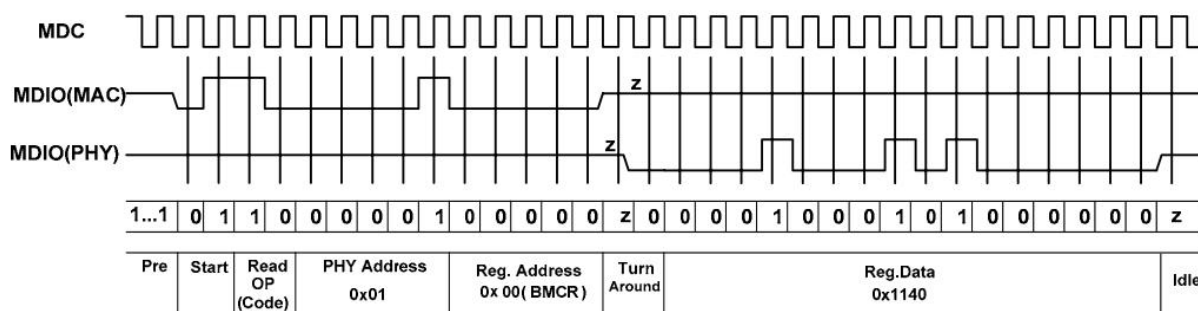 MDC
MDIO(MAC)
z
MDIO(PHY)
z
1...1 0 1 1 0 0 0 0 0 1 0 0 0 0 0 z 0 0 0 0 1 0 0 0 1 0 1 0 0 0 0 0 0 z
Pre
Start
Read
OP
(Code)
PHY Address
0x01
Reg. Address
0x 00( BMCR )
Turn
Around
Reg.Data
0x1140
Idle